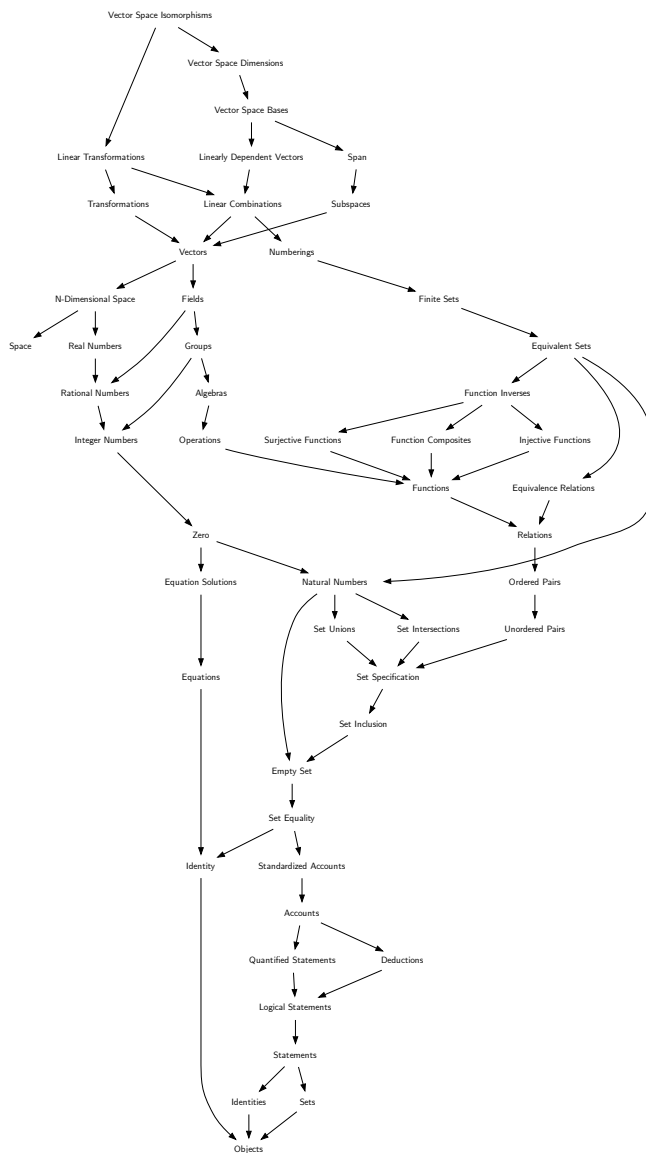 Vector Space Isomorphisms
Vector Space Dimensions
Vector Space Bases
Linear Transformations
Linearly Dependent Vectors
Span
Transformations
Linear Combinations
Subspaces
Vectors
Numberings
N-Dimensional Space
Fields
Finite Sets
Space
Real Numbers
Groups
Equivalent Sets
Rational Numbers
Algebras
Function Inverses
Integer Numbers
Operations
Surjective Functions
Function Composites
Injective Functions
Functions
Equivalence Relations
Zero
Relations
Equation Solutions
Natural Numbers
Ordered Pairs
Set Unions
Set Intersections
Unordered Pairs
Equations
Set Specification
Set Inclusion
Empty Set
Set Equality
Identity
Standardized Accounts
Accounts
Quantified Statements
Deductions
Logical Statements
Statements
Identities
Sets
Objects